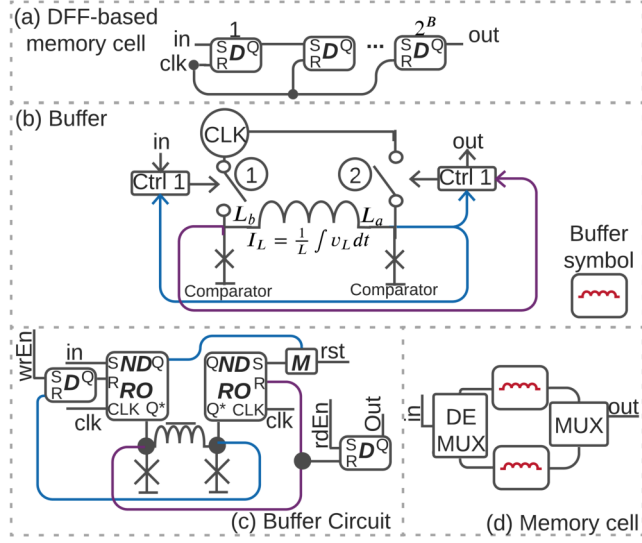 (a) DFF-based
memory cell
in
clk
1
S D Q
R
S D Q
R
...
2^B
S D Q
R
out
(b) Buffer
in
CLK
out
Ctrl 1
1
2
Ctrl 1
L_b
L_a
I_L = 1/L ∫ v_L dt
Comparator
Comparator
Buffer
symbol
wrEn
in
S ND Q
R RO
CLK Q*
S D Q
R
clk
Q ND S
RO R
Q* CLK
M
rst
clk
rdEn
Out
S D Q
R
(c) Buffer Circuit
in
DE
MUX
MUX
out
(d) Memory cell